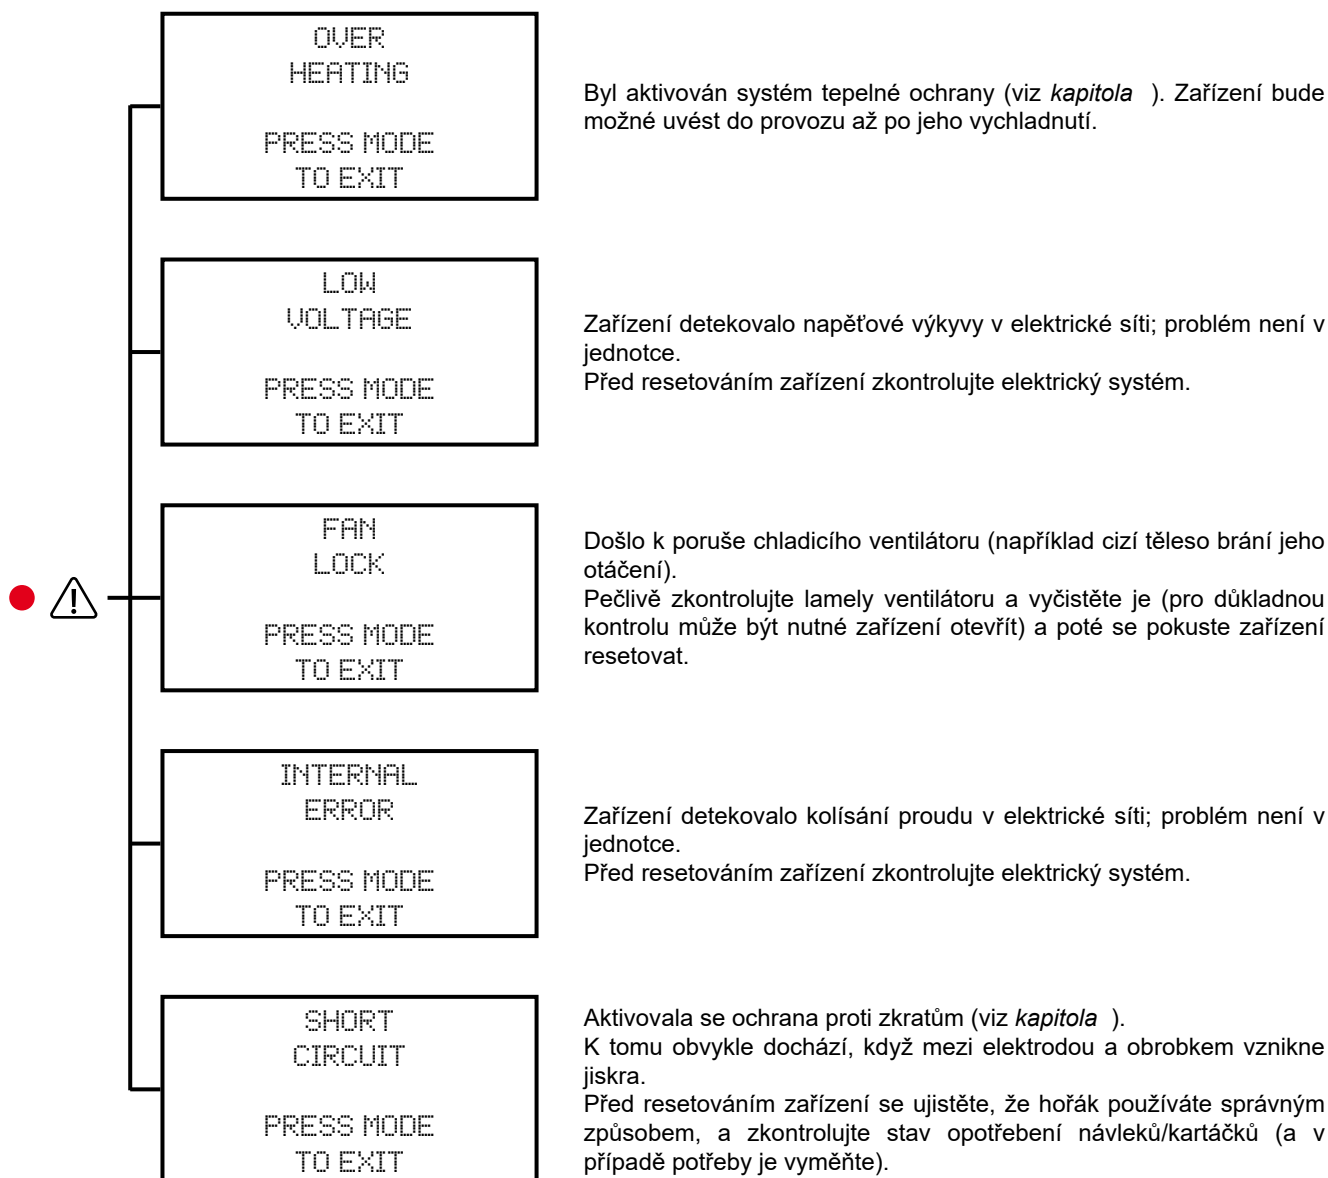 OVER
HEATING
PRESS MODE
TO EXIT
Byl aktivován systém tepelné ochrany (viz kapitola ). Zařízení bude
možné uvést do provozu až po jeho vychladnutí.
LOW
VOLTAGE
PRESS MODE
TO EXIT
Zařízení detekovalo napěťové výkyvy v elektrické síti; problém není v
jednotce.
Před resetováním zařízení zkontrolujte elektrický systém.
FAN
LOCK
PRESS MODE
TO EXIT
Došlo k poruše chladicího ventilátoru (například cizí těleso brání jeho
otáčení).
Pečlivě zkontrolujte lamely ventilátoru a vyčistěte je (pro důkladnou
kontrolu může být nutné zařízení otevřít) a poté se pokuste zařízení
resetovat.
INTERNAL
ERROR
PRESS MODE
TO EXIT
Zařízení detekovalo kolísání proudu v elektrické síti; problém není v
jednotce.
Před resetováním zařízení zkontrolujte elektrický systém.
SHORT
CIRCUIT
PRESS MODE
TO EXIT
Aktivovala se ochrana proti zkratům (viz kapitola ).
K tomu obvykle dochází, když mezi elektrodou a obrobkem vznikne
jiskra.
Před resetováním zařízení se ujistěte, že hořák používáte správným
způsobem, a zkontrolujte stav opotřebení návleků/kartáčků (a v
případě potřeby je vyměňte).